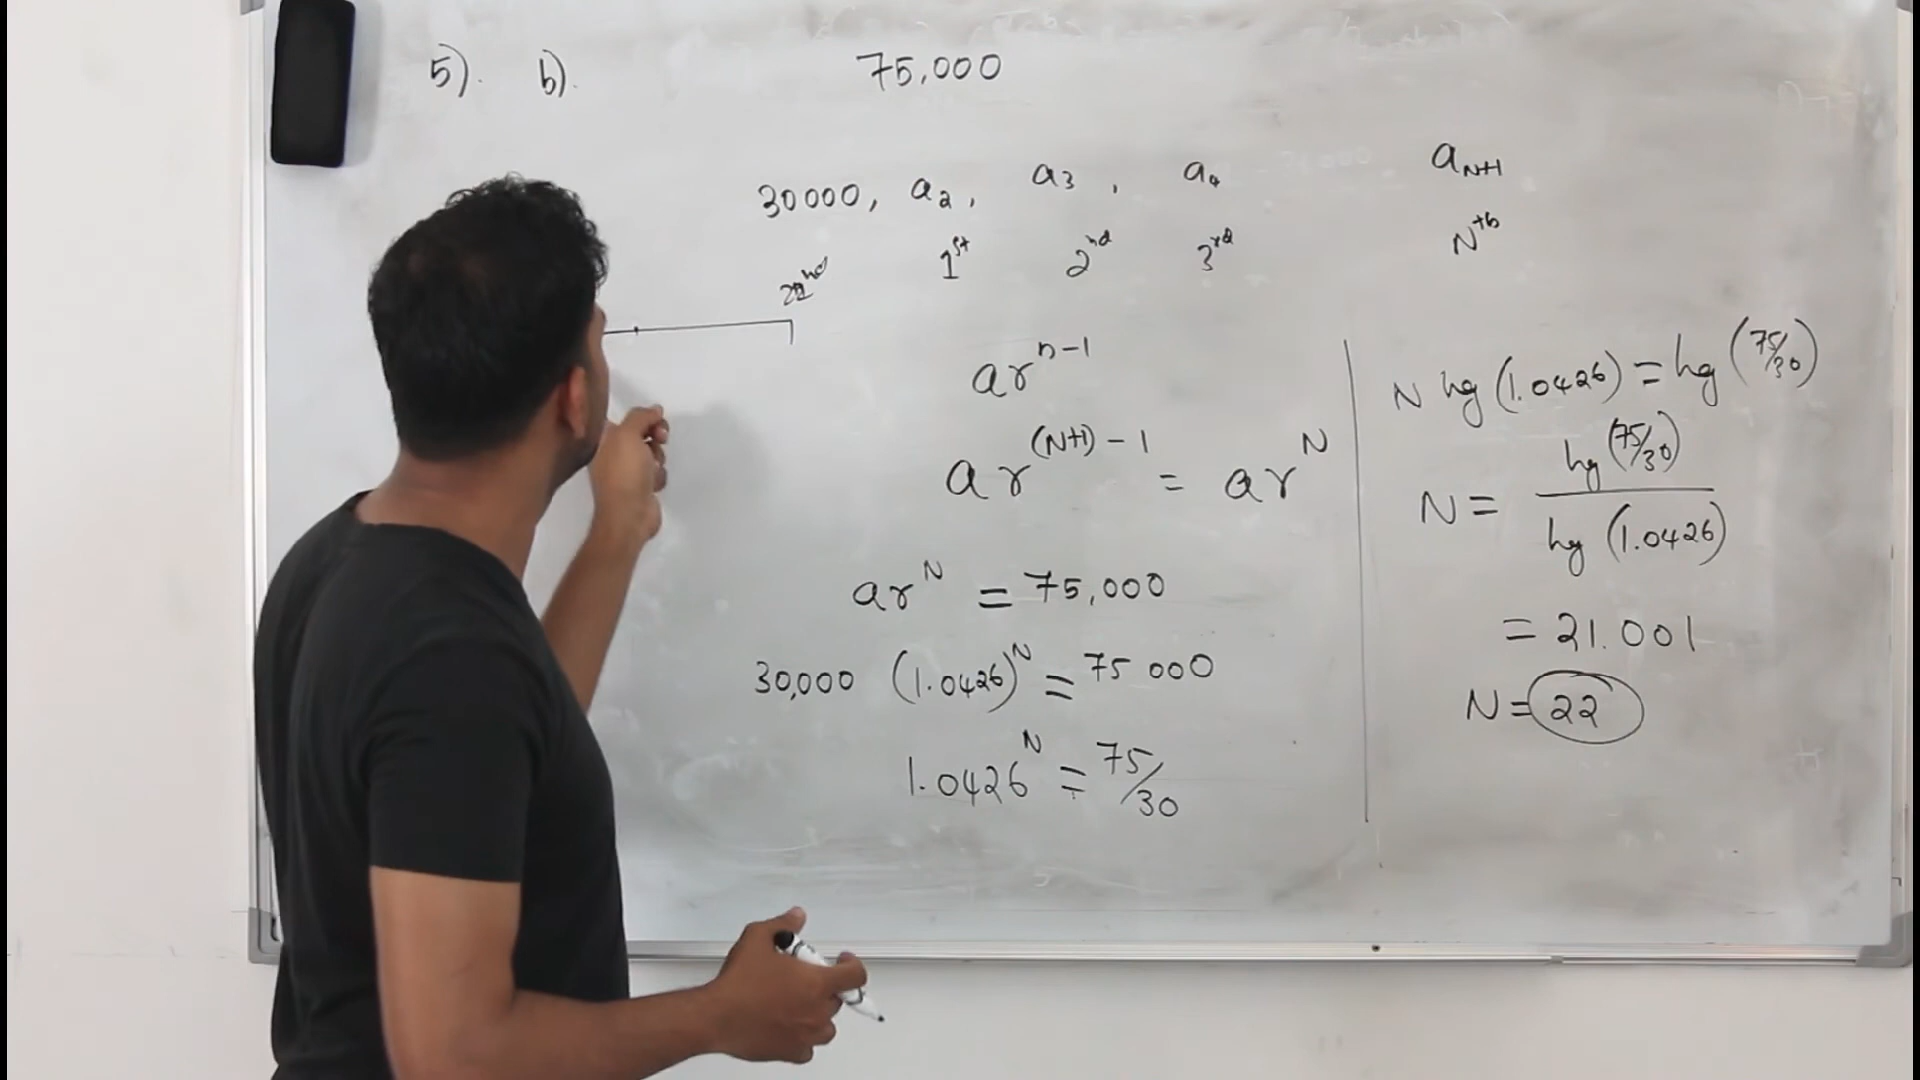 5). b). 75,000
30000, a₂, a₃, a₄ aₙ₊₁
1st 2nd 3rd Nth
22nd
ar^(n-1)
ar^((N+1)-1) = ar^N
ar^N = 75,000
30,000 (1.0426)^N = 75 000
1.0426^N = 75/30
N log (1.0426) = log (75/30)
N = log (75/30) / log (1.0426)
= 21.001
N = 22